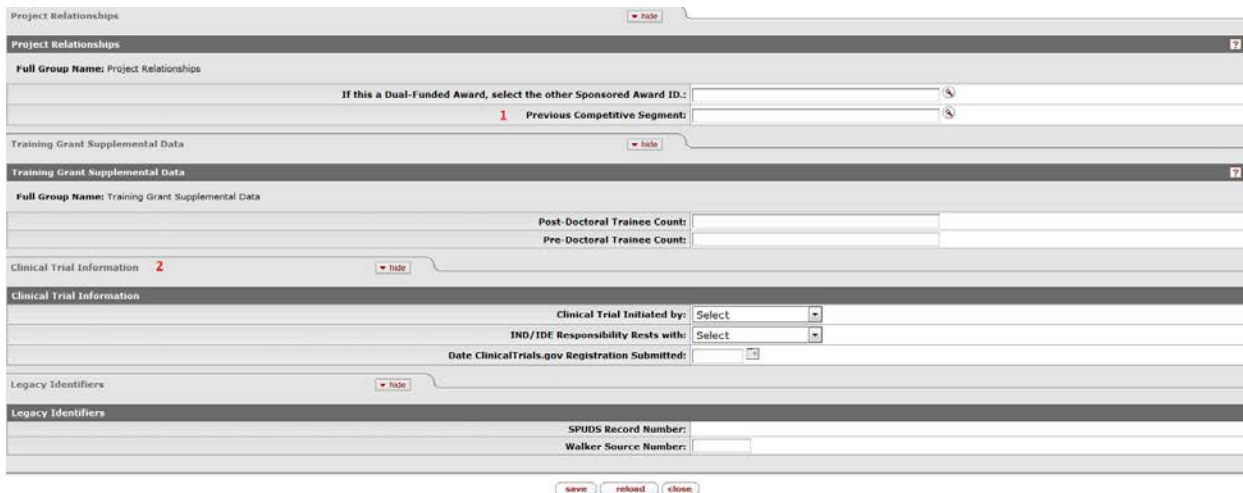 Project Relationships hide
Project Relationships ?
Full Group Name: Project Relationships
If this a Dual-Funded Award, select the other Sponsored Award ID.:
1 Previous Competitive Segment:
Training Grant Supplemental Data hide
Training Grant Supplemental Data ?
Full Group Name: Training Grant Supplemental Data
Post-Doctoral Trainee Count:
Pre-Doctoral Trainee Count:
Clinical Trial Information 2 hide
Clinical Trial Information
Clinical Trial Initiated by: Select
IND/IDE Responsibility Rests with: Select
Date ClinicalTrials.gov Registration Submitted:
Legacy Identifiers hide
Legacy Identifiers
SPUDS Record Number:
Walker Source Number:
save reload close